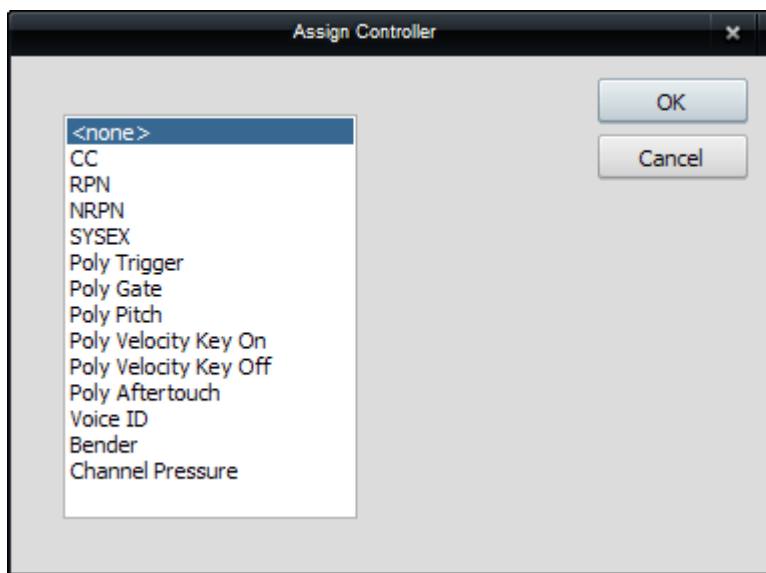 Assign Controller
OK
Cancel
<none>
CC
RPN
NRPN
SYSEX
Poly Trigger
Poly Gate
Poly Pitch
Poly Velocity Key On
Poly Velocity Key Off
Poly Aftertouch
Voice ID
Bender
Channel Pressure